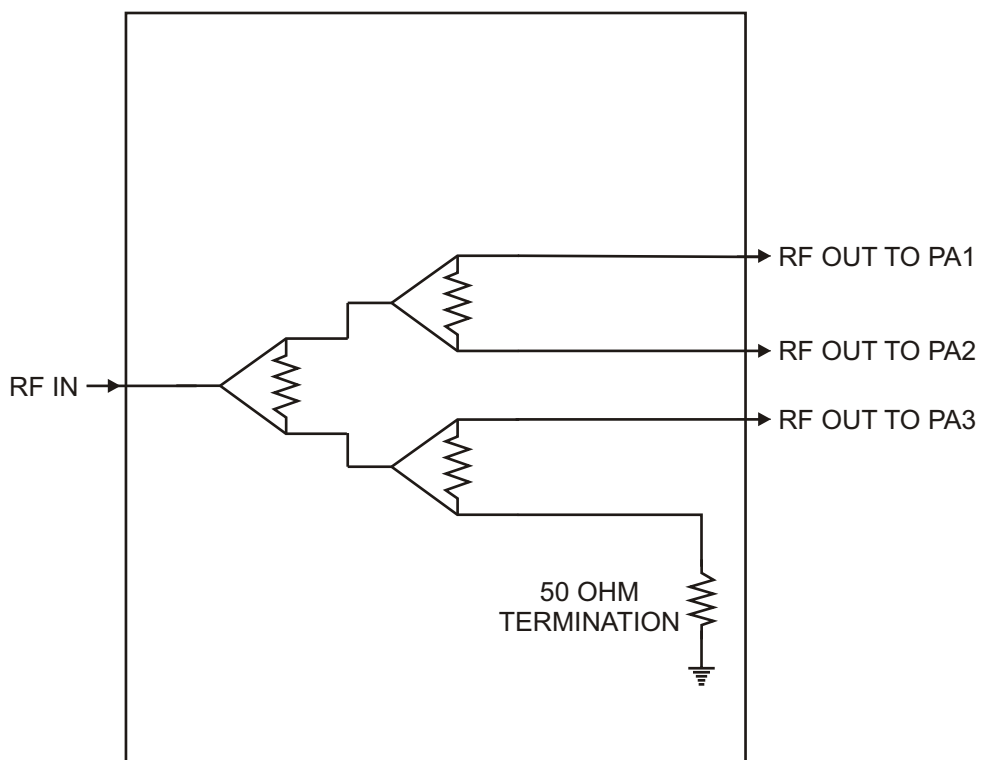 RF OUT TO PA1
RF OUT TO PA2
RF IN
RF OUT TO PA3
50 OHM
TERMINATION